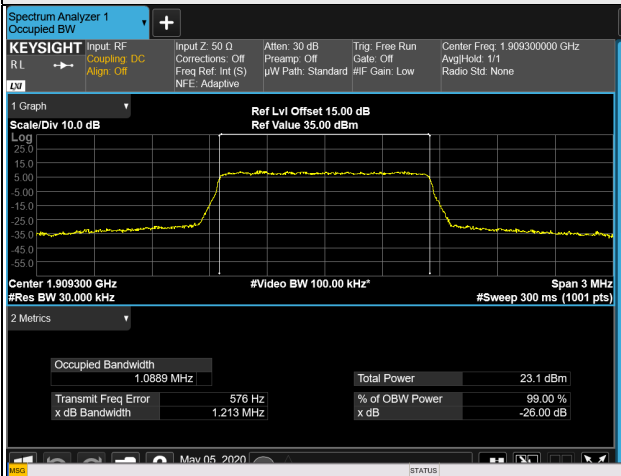 Spectrum Analyzer 1
Occupied BW
KEYSIGHT Input: RF Input Z: 50 Ω Atten: 30 dB Trig: Free Run Center Freq: 1.909300000 GHz
Coupling: DC Corrections: Off Preamp: Off Gate: Off Avg|Hold: 1/1
R L Align: Off Freq Ref: Int (S) µW Path: Standard #IF Gain: Low Radio Std: None
NFE: Adaptive
LXI
1 Graph
Ref Lvl Offset 15.00 dB
Scale/Div 10.0 dB Ref Value 35.00 dBm
Log
25.0
15.0
5.00
-5.00
-15.0
-25.0
-35.0
-45.0
-55.0
Center 1.909300 GHz #Video BW 100.00 kHz* Span 3 MHz
#Res BW 30.000 kHz #Sweep 300 ms (1001 pts)
2 Metrics
Occupied Bandwidth
1.0889 MHz Total Power 23.1 dBm
Transmit Freq Error 576 Hz % of OBW Power 99.00 %
x dB Bandwidth 1.213 MHz x dB -26.00 dB
May 05, 2020
MSG STATUS